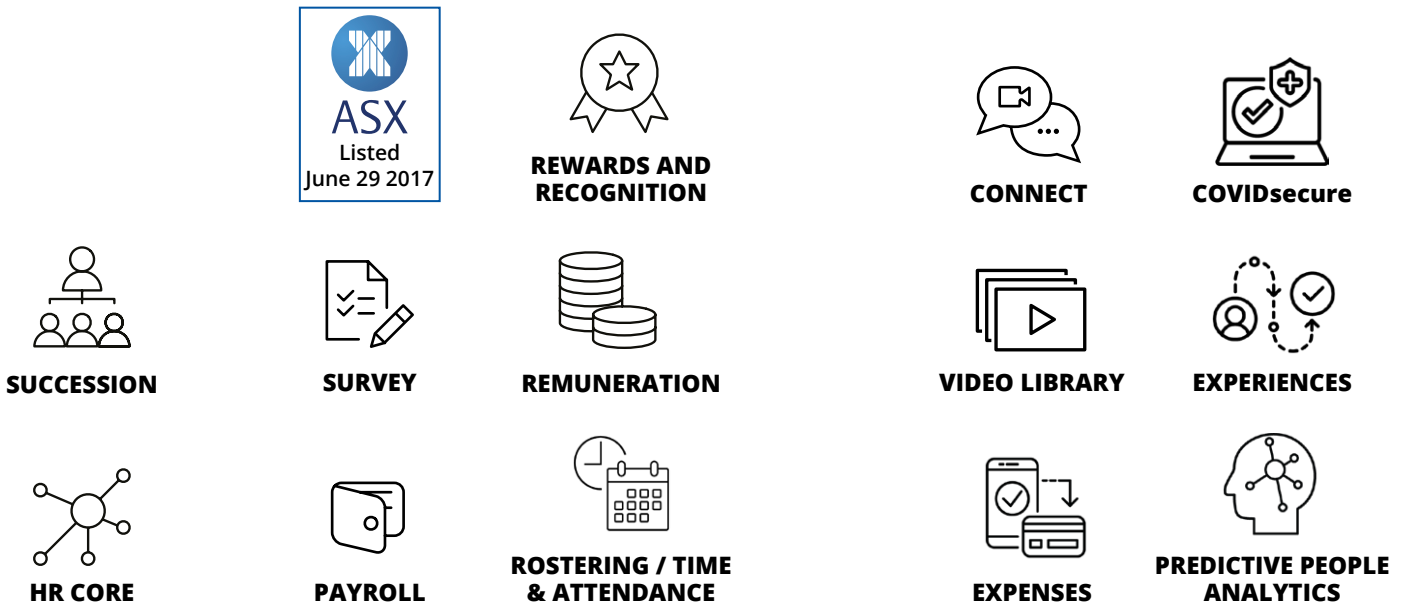 ASX
Listed
June 29 2017
REWARDS AND
RECOGNITION
CONNECT
COVIDsecure
SUCCESSION
SURVEY
REMUNERATION
VIDEO LIBRARY
EXPERIENCES
HR CORE
PAYROLL
ROSTERING / TIME
& ATTENDANCE
EXPENSES
PREDICTIVE PEOPLE
ANALYTICS